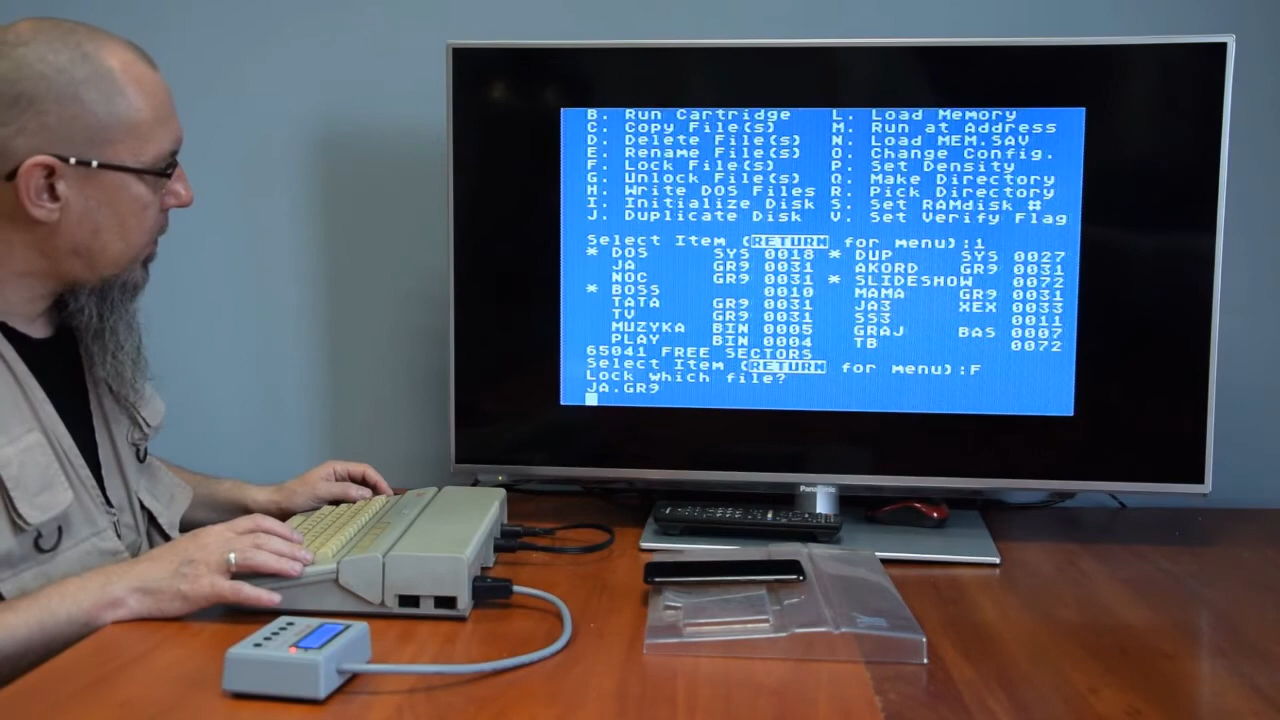 B. Run Cartridge L. Load Memory
C. Copy File(s) M. Run at Address
D. Delete File(s) N. Load MEM.SAV
E. Rename File(s) O. Change Config.
F. Lock File(s) P. Set Density
G. Unlock File(s) Q. Make Directory
H. Write DOS Files R. Pick Directory
I. Initialize Disk S. Set RAMdisk #
J. Duplicate Disk V. Set Verify Flag
Select Item (RETURN for menu):1
* DOS SYS 0018 * DUP SYS 0027
JA GR9 0031 AKORD GR9 0031
NOC GR9 0031 * SLIDESHOW 0072
* BOSS 0010 MAMA GR9 0031
TATA GR9 0031 JA3 XEX 0033
TV GR9 0031 SS3 0011
MUZYKA BIN 0005 GRAJ BAS 0007
PLAY BIN 0004 TB 0072
65041 FREE SECTORS
Select Item (RETURN for menu):F
Lock which file?
JA.GR9
Panasonic